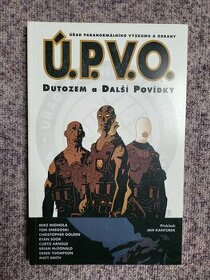 ÚŘAD PARANORMÁLNÍHO VÝZKUMU A OBRANY
Ú.P.V.O.
DUTOZEM A DALŠÍ POVÍDKY
MIKE MIGNOLA
TOM SNIEGOSKI
CHRISTOPHER GOLDEN
RYAN SOOK
CURTIS ARNOLD
BRIAN MCDONALD
DEREK THOMPSON
MATT SMITH
PŘEKLAD:
JAN KANTŮREK